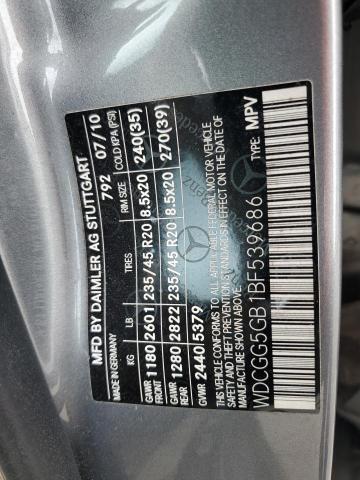 MFD BY DAIMLER AG STUTTGART
MADE IN GERMANY 792 07/10
KG LB TIRES RIM SIZE COLD KPA (PSI)
GAWR FRONT 1180 2601 235/45 R20 8.5x20 240(35)
GAWR REAR 1280 2822 235/45 R20 8.5x20 270(39)
GVWR 2440 5379
THIS VEHICLE CONFORMS TO ALL APPLICABLE FEDERAL MOTOR VEHICLE
SAFETY AND THEFT PREVENTION STANDARDS IN EFFECT ON THE DATE OF
MANUFACTURE SHOWN ABOVE.
WDCGG5GB1BF539686 TYPE: MPV